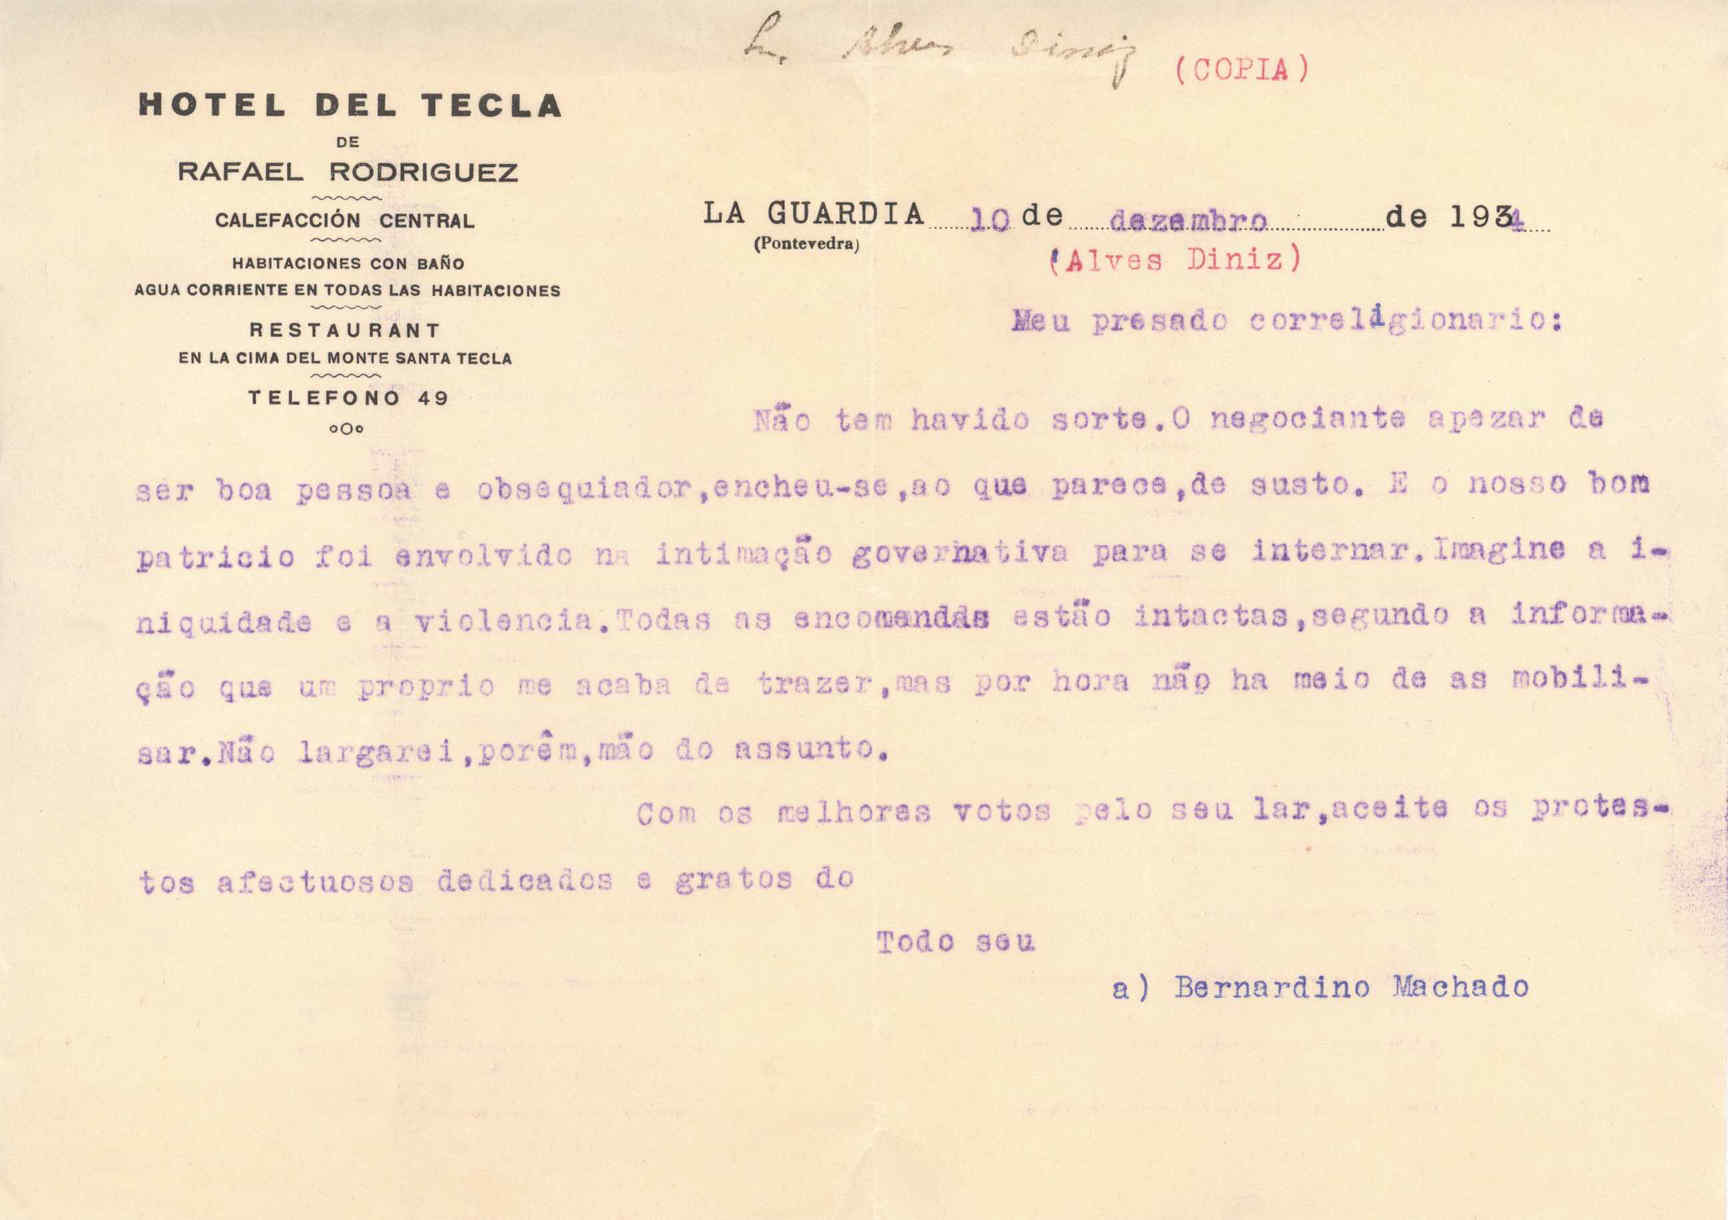 Sr. Alves Diniz
(COPIA)
HOTEL DEL TECLA
DE
RAFAEL RODRIGUEZ
CALEFACCIÓN CENTRAL
HABITACIONES CON BAÑO
AGUA CORRIENTE EN TODAS LAS HABITACIONES
RESTAURANT
EN LA CIMA DEL MONTE SANTA TECLA
TELEFONO 49
LA GUARDIA 10 de dezembro de 1934
(Pontevedra)
(Alves Diniz)
Meu presado correligionario:
Não tem havido sorte.O negociante apezar de
ser boa pessoa e obsequiador,encheu-se,ao que parece,de susto. E o nosso bom
patricio foi envolvido na intimação governativa para se internar.Imagine a i-
niquidade e a violencia.Todas as encomendas estão intactas,segundo a informa-
ção que um proprio me acaba de trazer,mas por hora não ha meio de as mobili-
sar.Não largarei,porêm,mão do assunto.
Com os melhores votos pelo seu lar,aceite os protes-
tos afectuosos dedicados e gratos do
Todo seu
a) Bernardino Machado